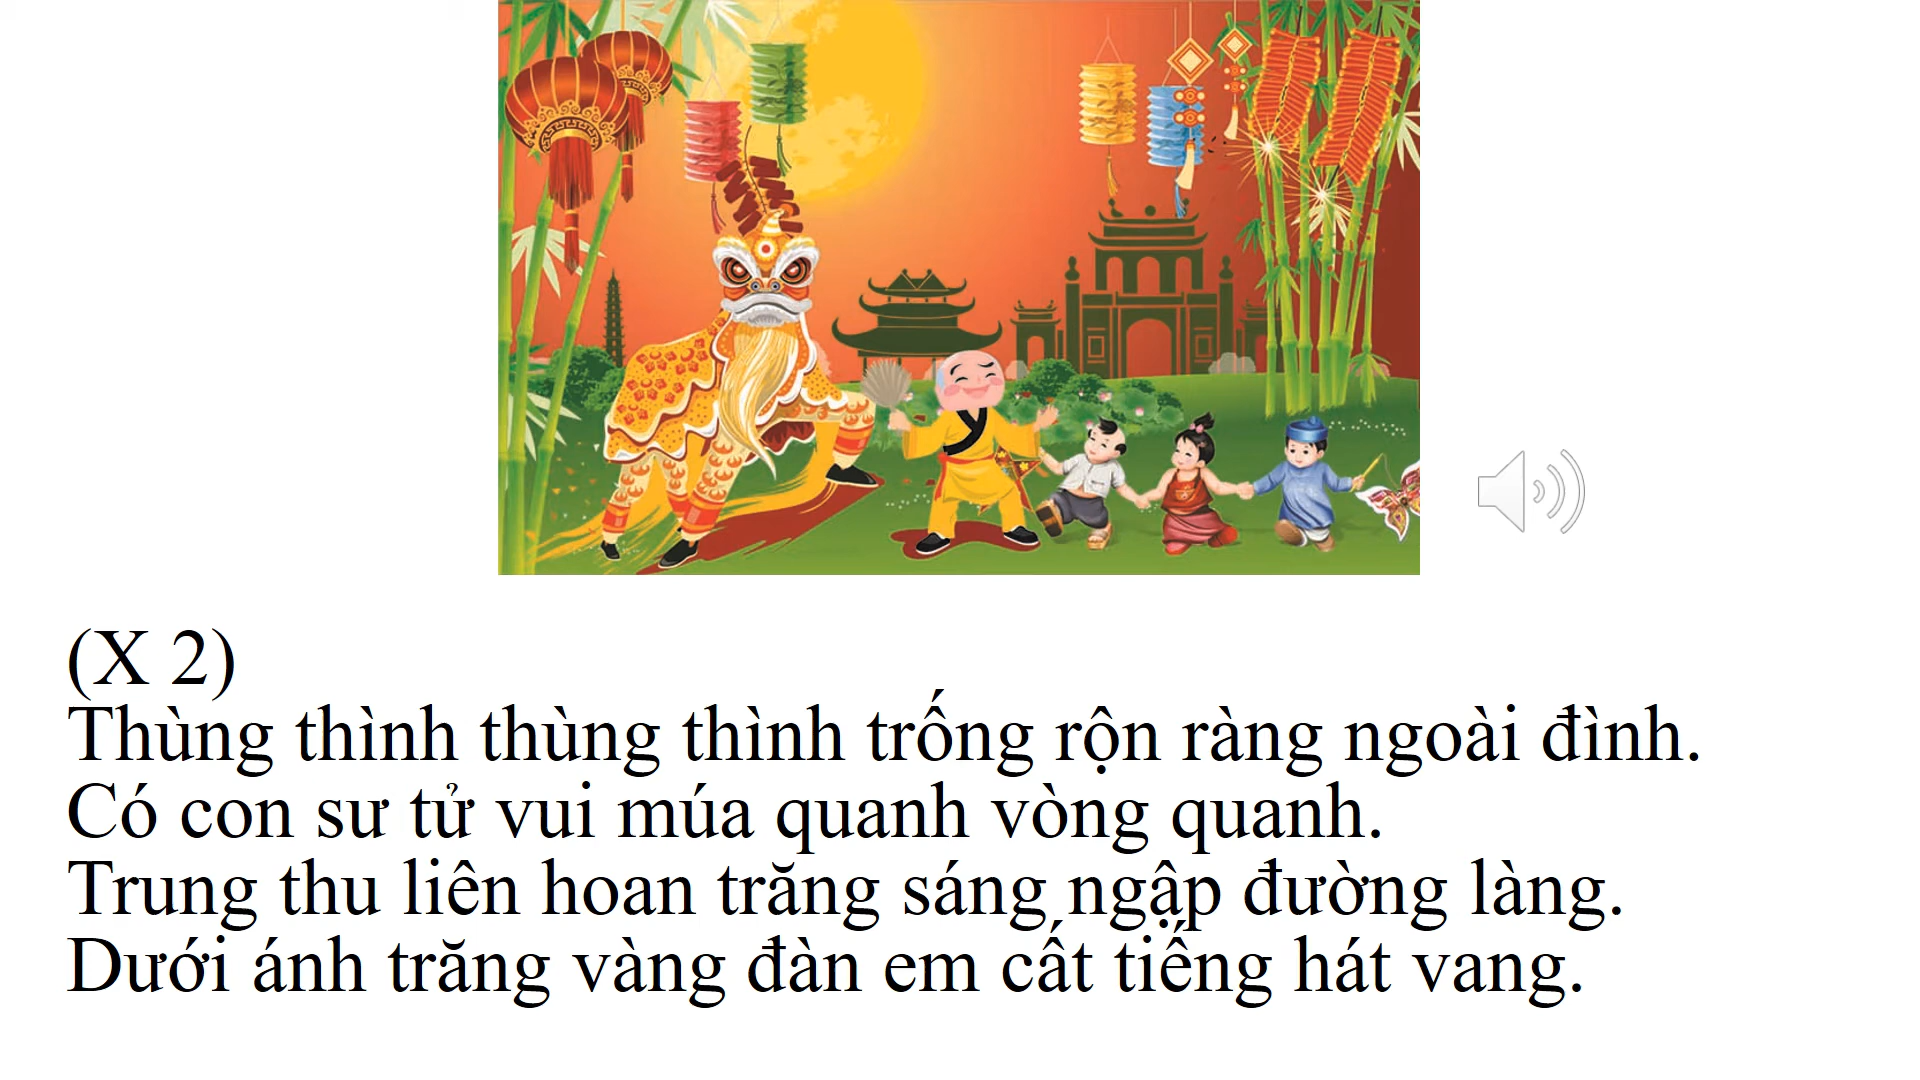 (X 2)
Thùng thình thùng thình trống rộn ràng ngoài đình.
Có con sư tử vui múa quanh vòng quanh.
Trung thu liên hoan trăng sáng ngập đường làng.
Dưới ánh trăng vàng đàn em cất tiếng hát vang.